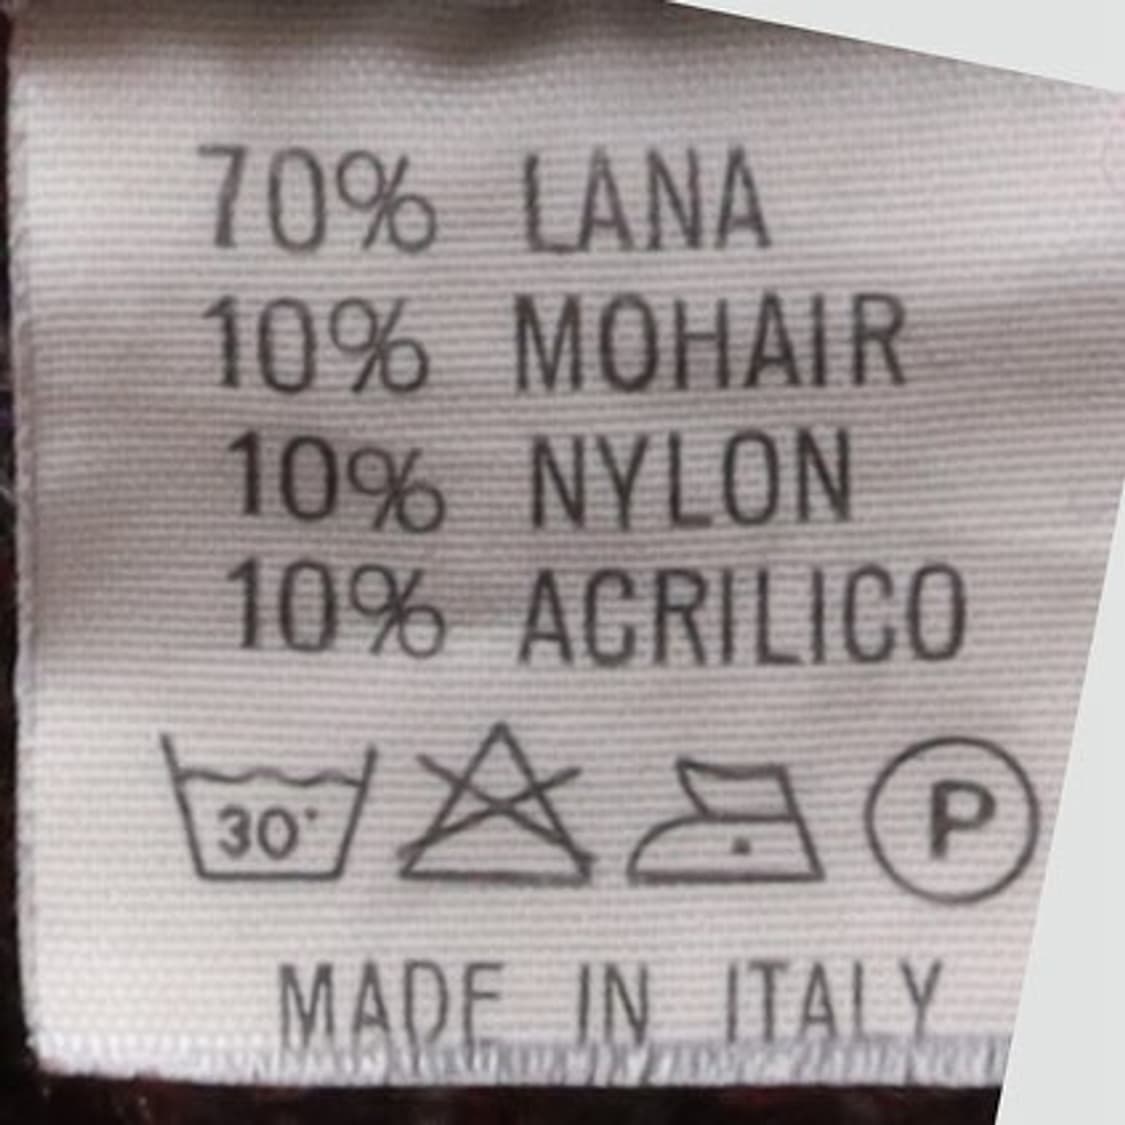 70% LANA
10% MOHAIR
10% NYLON
10% ACRILICO
30° P
MADE IN ITALY